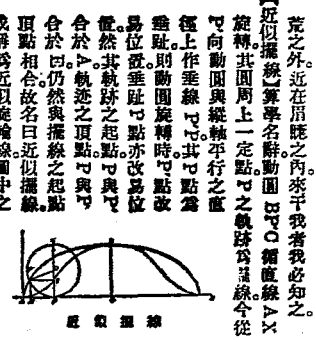 荒之外。近在眉睫之內。來干我者我必知之。
【近似擺線】算學名辭。動圓BPC循直線AX
旋轉。其圓周上一定點P之軌跡爲擺線。今從
P向動圓與縱軸平行之直
徑上作垂線PP。其P點爲
垂趾。則動圓旋轉時。P點改
易位置。垂趾P點亦改易位
置。然其軌跡之起點P與P
合於A。軌跡之頂點P與P
合於B。仍然與擺線之起點
頂點相合。故名曰近似擺線。
或稱爲近似旋輪線。圖中之
近似擺線